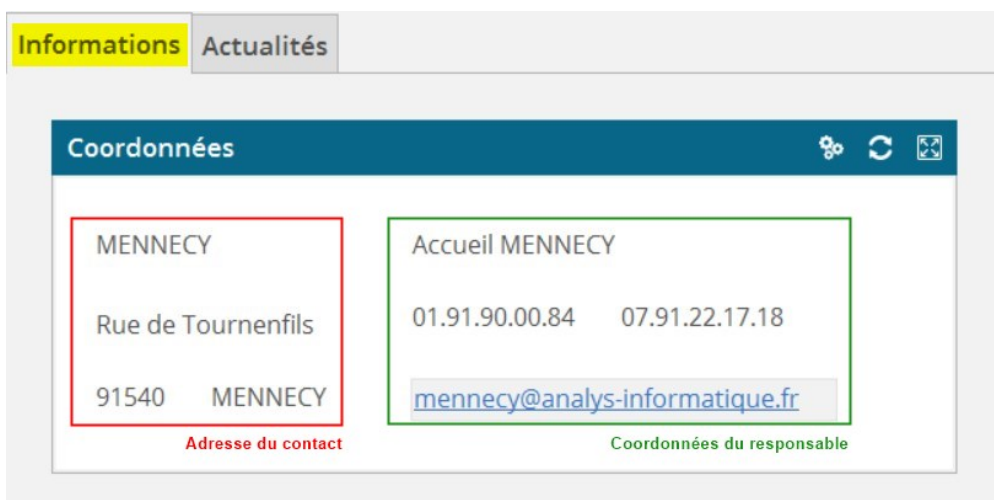 Informations Actualités
Coordonnées
MENNECY
Rue de Tournenfils
91540 MENNECY
Adresse du contact
Accueil MENNECY
01.91.90.00.84 07.91.22.17.18
mennecy@analys-informatique.fr
Coordonnées du responsable